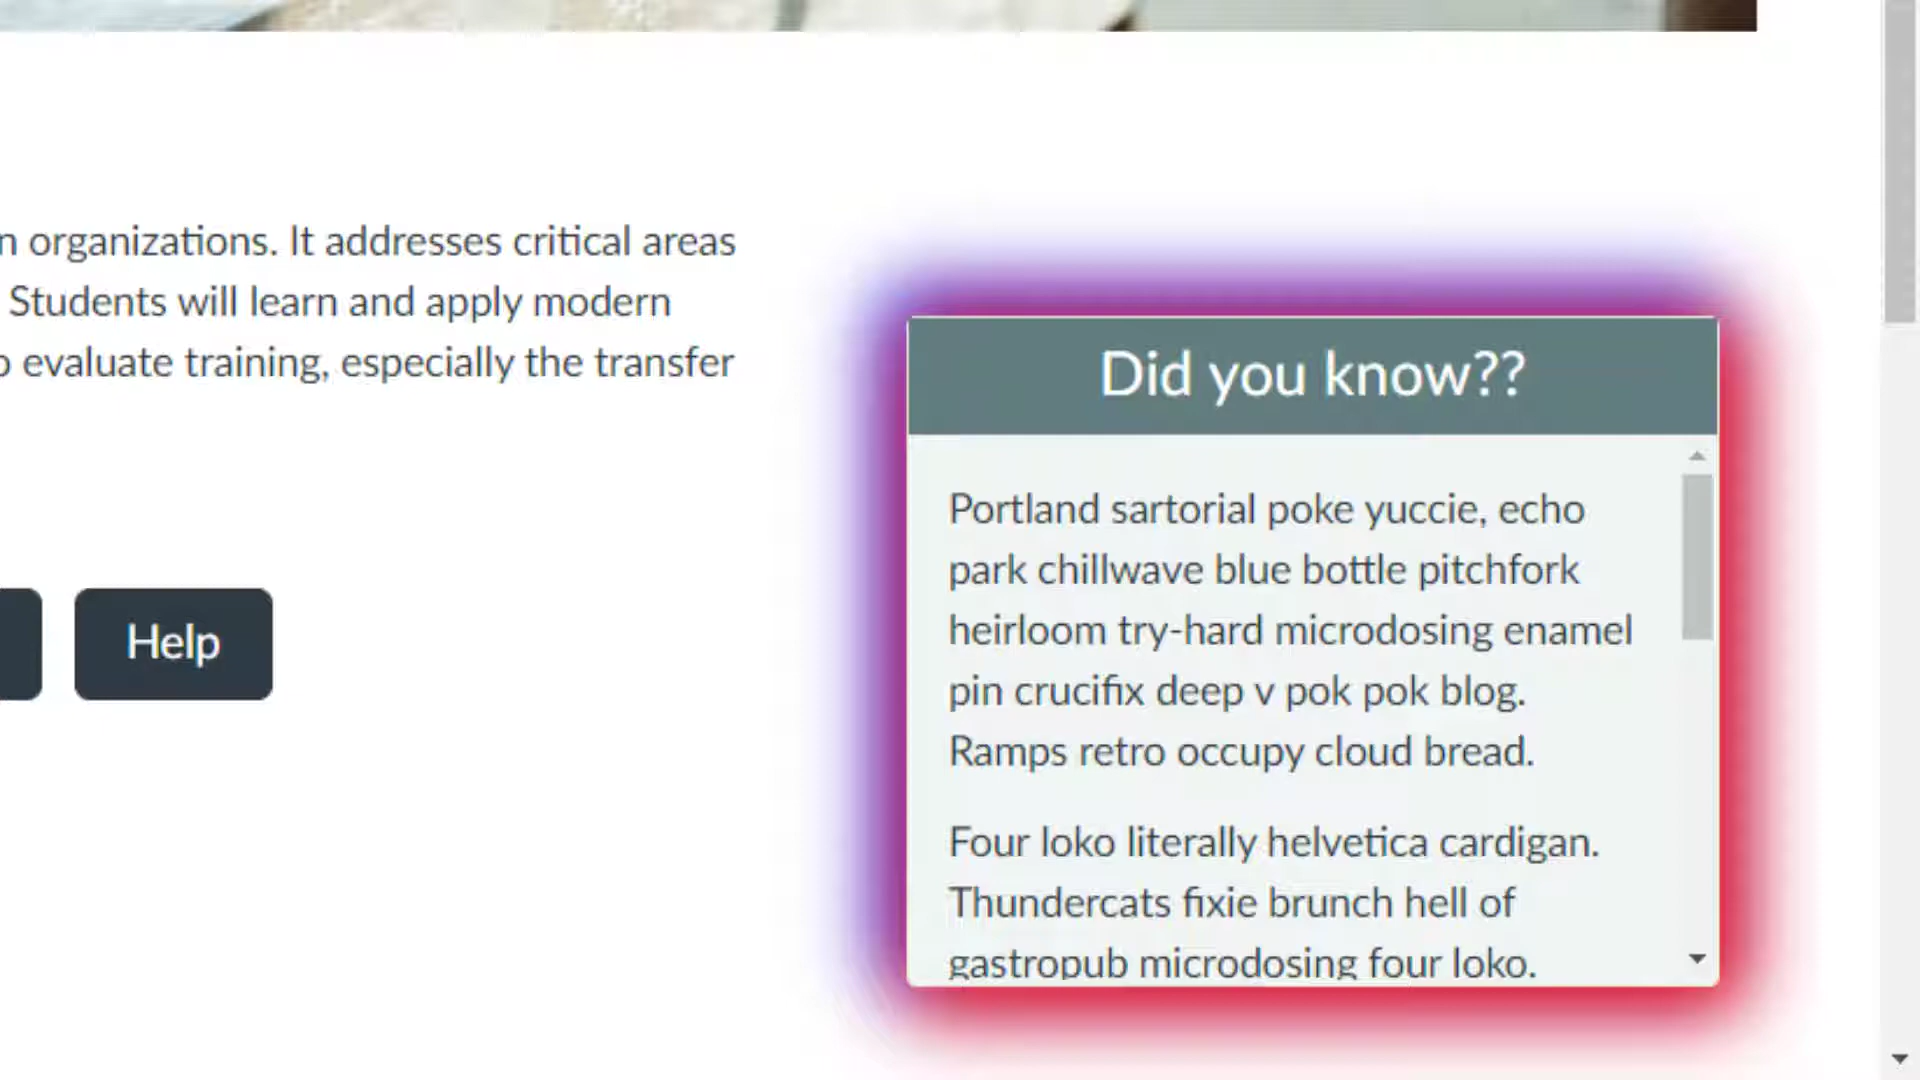 organizations. It addresses critical areas
Students will learn and apply modern
evaluate training, especially the transfer
Help
Did you know??
Portland sartorial poke yuccie, echo
park chillwave blue bottle pitchfork
heirloom try-hard microdosing enamel
pin crucifix deep v pok pok blog.
Ramps retro occupy cloud bread.
Four loko literally helvetica cardigan.
Thundercats fixie brunch hell of
gastropub microdosing four loko.